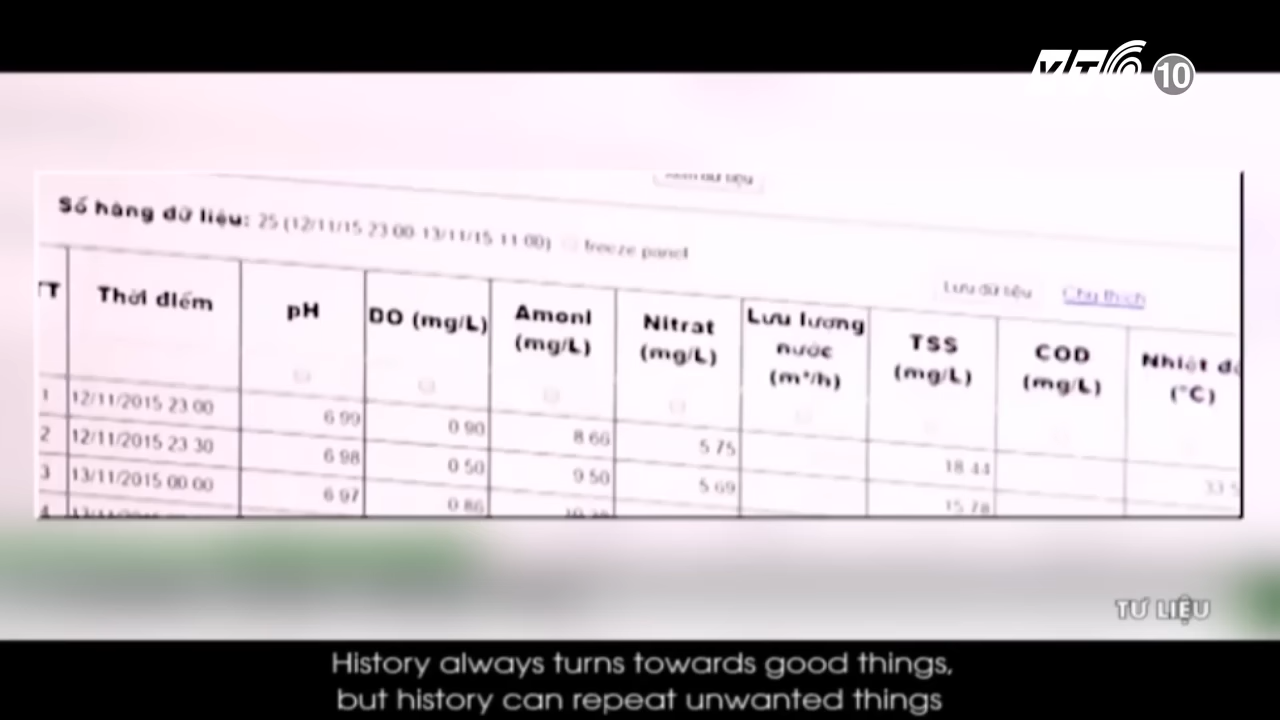 VTC10
Số hàng dữ liệu: 25 (12/11/15 23 00 13/11/15 11 00) freeze panel
Lưu dữ liệu Chú thích
TT Thời điểm pH DO (mg/L) Amoni (mg/L) Nitrat (mg/L) Lưu lượng nước (m³/h) TSS (mg/L) COD (mg/L) Nhiệt độ (°C)
1 12/11/2015 23 00 6 99 0 90 8 66 5 75 18 44
2 12/11/2015 23 30 6 98 0 50 9 50 5 69 15 78
3 13/11/2015 00 00 6 97 0 86
4
TƯ LIỆU
History always turns towards good things,
but history can repeat unwanted things